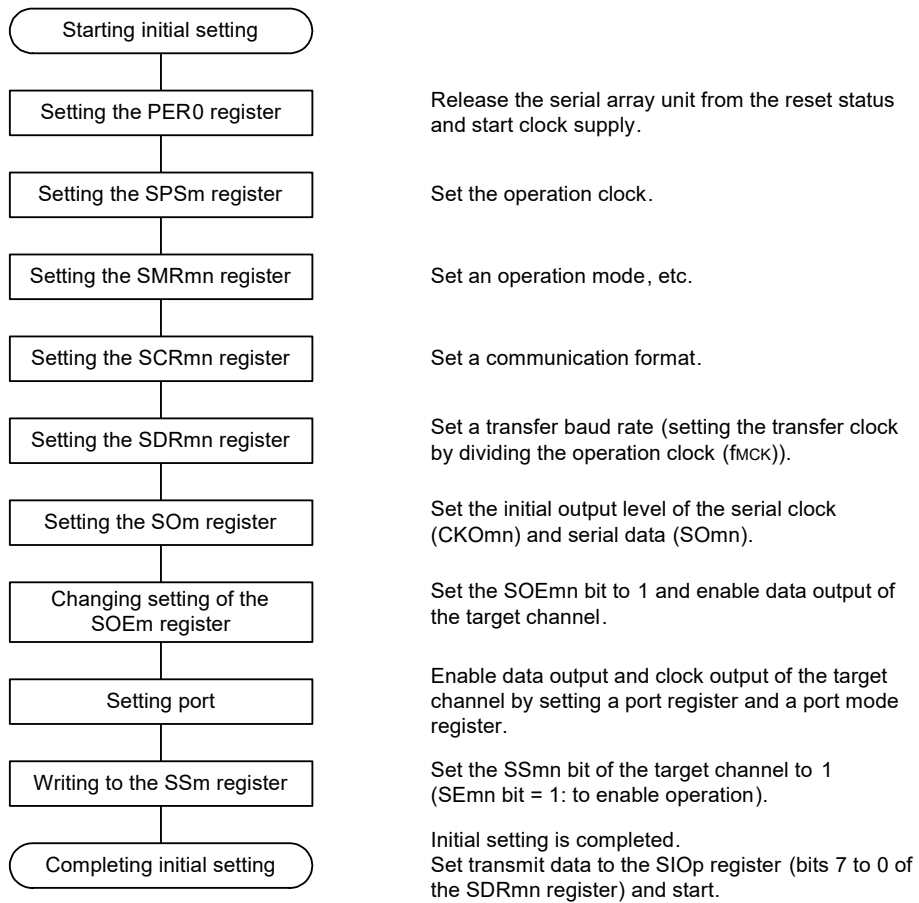 Starting initial setting
Setting the PER0 register
Release the serial array unit from the reset status
and start clock supply.
Setting the SPSm register
Set the operation clock.
Setting the SMRmn register
Set an operation mode, etc.
Setting the SCRmn register
Set a communication format.
Setting the SDRmn register
Set a transfer baud rate (setting the transfer clock
by dividing the operation clock (fMCK)).
Setting the SOm register
Set the initial output level of the serial clock
(CKOmn) and serial data (SOmn).
Changing setting of the
SOEm register
Set the SOEmn bit to 1 and enable data output of
the target channel.
Setting port
Enable data output and clock output of the target
channel by setting a port register and a port mode
register.
Writing to the SSm register
Set the SSmn bit of the target channel to 1
(SEmn bit = 1: to enable operation).
Completing initial setting
Initial setting is completed.
Set transmit data to the SIOp register (bits 7 to 0 of
the SDRmn register) and start.